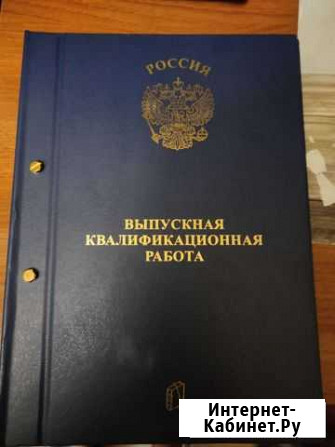 РОССИЯ
ВЫПУСКНАЯ
КВАЛИФИКАЦИОННАЯ
РАБОТА
Интернет-
Кабинет.Ру